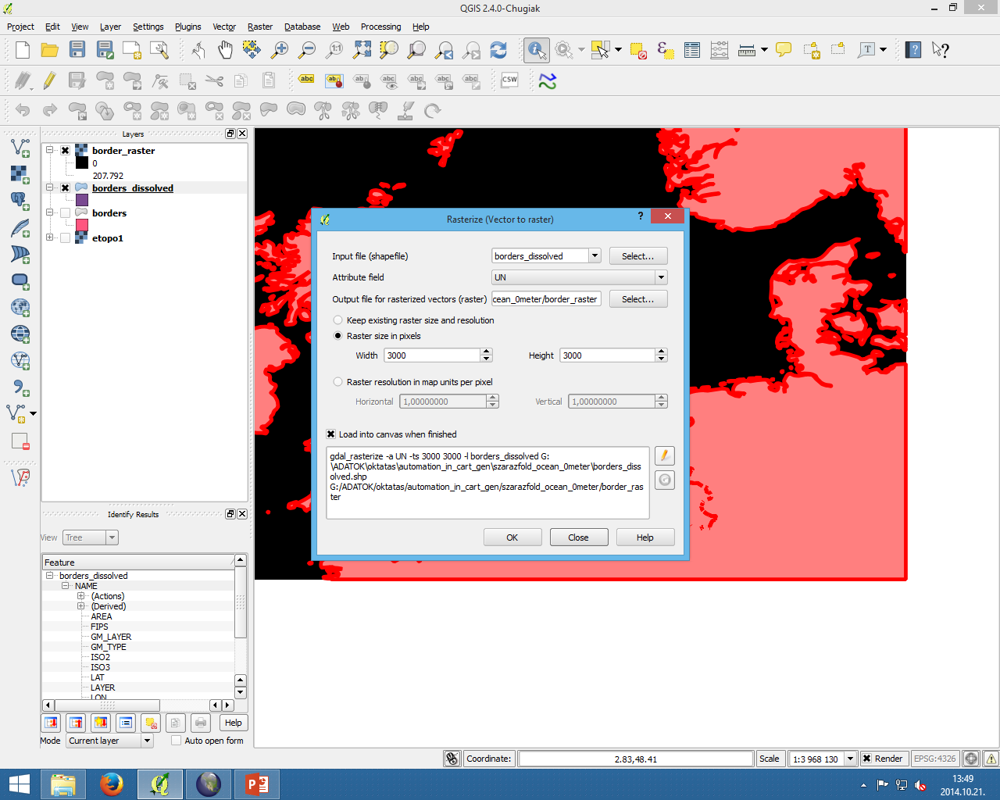 QGIS 2.4.0-Chugiak
Project Edit View Layer Settings Plugins Vector Raster Database Web Processing Help
Layers
border_raster
0
207.792
borders_dissolved
borders
etopo1
Rasterize (Vector to raster)
Input file (shapefile) borders_dissolved Select...
Attribute field UN
Output file for rasterized vectors (raster) cean_0meter/border_raster Select...
Keep existing raster size and resolution
Raster size in pixels
Width 3000 Height 3000
Raster resolution in map units per pixel
Horizontal 1,00000000 Vertical 1,00000000
Load into canvas when finished
gdal_rasterize -a UN -ts 3000 3000 -l borders_dissolved G:
\ADATOK\oktatas\automation_in_cart_gen\szarazfold_ocean_0meter\borders_diss
olved.shp
G:/ADATOK/oktatas/automation_in_cart_gen/szarazfold_ocean_0meter/border_ras
ter
OK Close Help
Identify Results
View Tree
Feature
borders_dissolved
NAME
(Actions)
(Derived)
AREA
FIPS
GM_LAYER
GM_TYPE
ISO2
ISO3
LAT
LAYER
LON
Help
Mode Current layer Auto open form
Coordinate: 2.83,48.41 Scale 1:3 968 130 Render EPSG:4326
13:49
2014.10.21.
1:1
abc abc abc abc abc abc abc
CSW
T